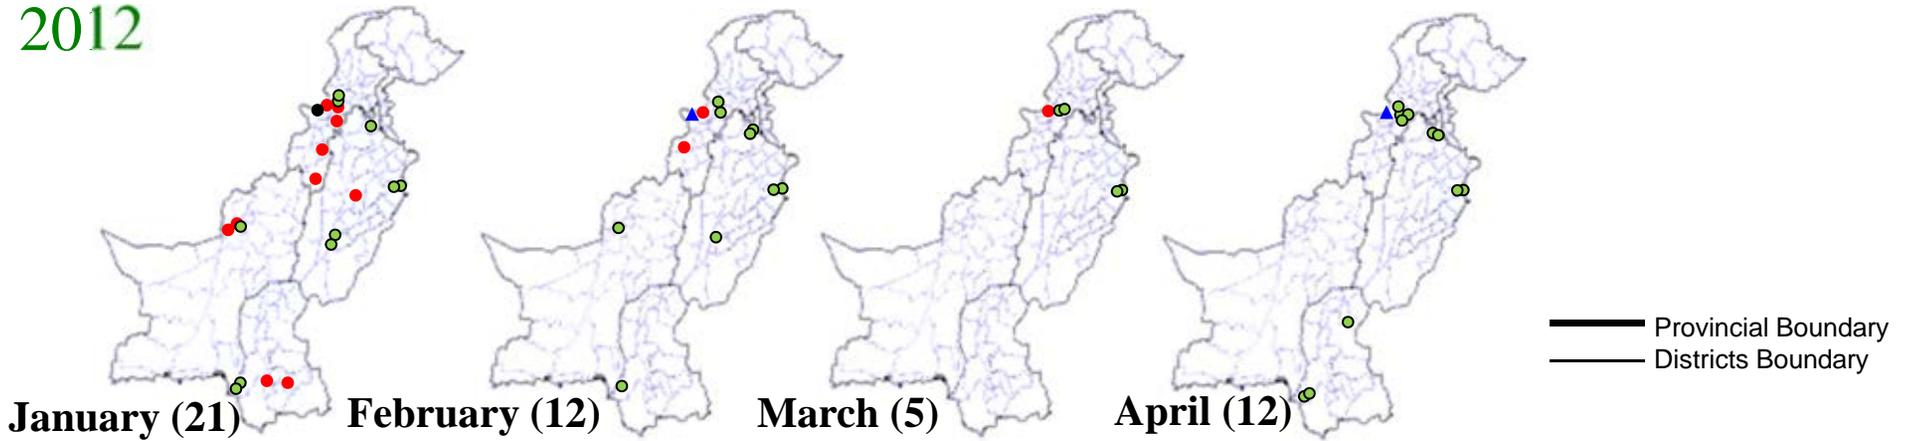 2012
January (21)
February (12)
March (5)
April (12)
Provincial Boundary
Districts Boundary